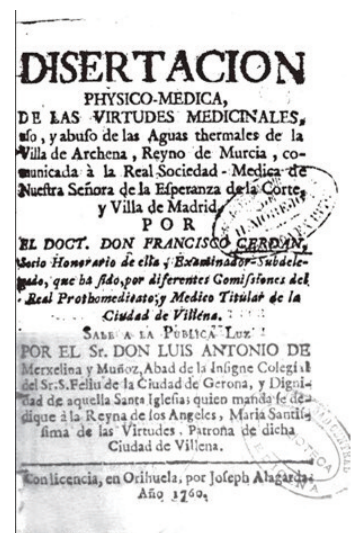 DISERTACION
PHYSICO-MEDICA,
DE LAS VIRTUDES MEDICINALES,
uso, y abuso de las Aguas thermales de la
Villa de Archena, Reyno de Murcia, co-
municada à la Real Sociedad-Medica de
Nuestra Señora de la Esperanza de la Corte,
y Villa de Madrid,
POR
EL DOCT. DON FRANCISCO CERDAN,
Socio Honorario de ella; Examinador-Subdele-
gado, que ha sido, por diferentes Comissiones del
Real Prothomedicato; y Medico Titular de la
Ciudad de Villena.
SALE A LA PUBLICA LUZ
POR EL Sr. DON LUIS ANTONIO DE
Merxelina y Muñoz, Abad de la Insigne Colegial
del Sr. S. Feliu de la Ciudad de Gerona, y Digni-
dad de aquella Santa Iglesia; quien manda se de-
dique à la Reyna de los Angeles, Maria Santis-
sima de las Virtudes, Patrona de dicha
Ciudad de Villena.
Con licencia, en Orihuela, por Joseph Alagarda.
Año 1760.